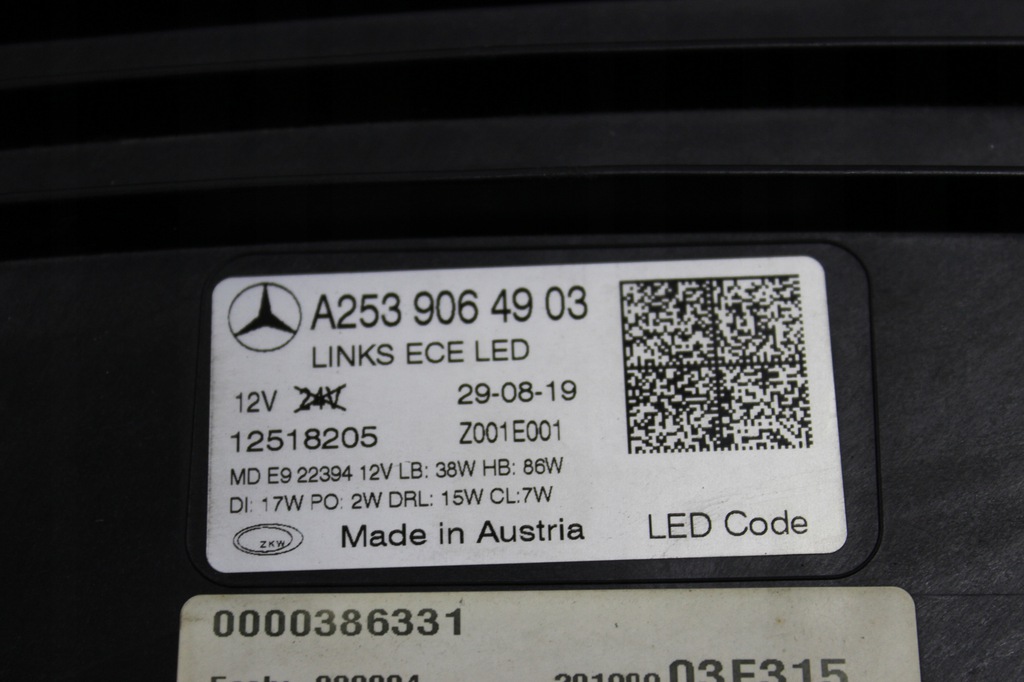 A253 906 49 03
LINKS ECE LED
12V 24V 29-08-19
12518205 Z001E001
MD E9 22394 12V LB: 38W HB: 86W
DI: 17W PO: 2W DRL: 15W CL:7W
ZKW Made in Austria LED Code
0000386331
03F315